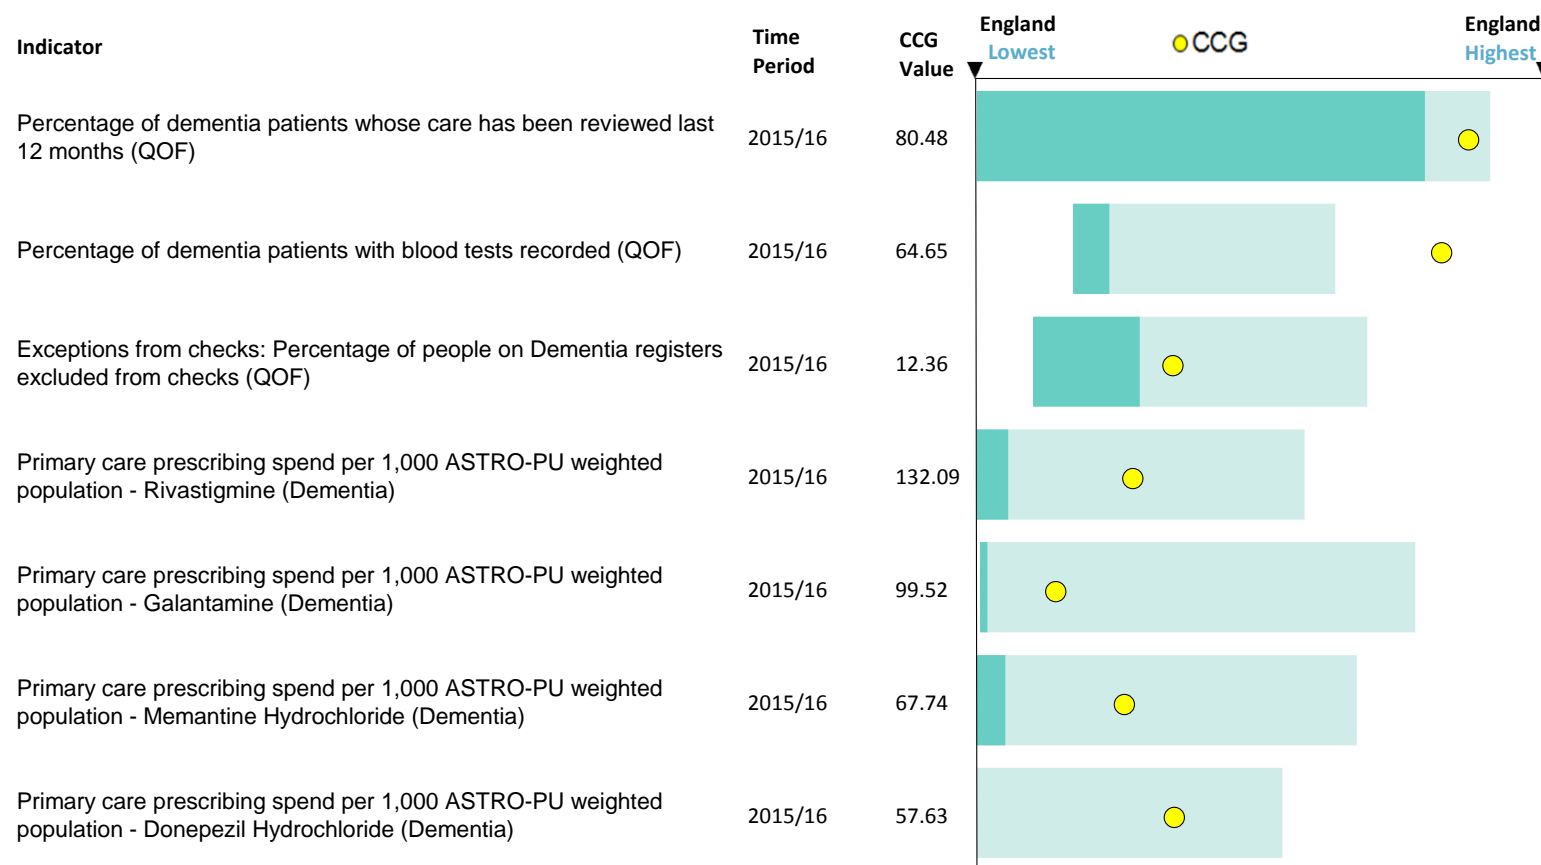 Indicator
Time
Period
CCG
Value
England
Lowest
CCG
England
Highest
Percentage of dementia patients whose care has been reviewed last
12 months (QOF)
2015/16
80.48
Percentage of dementia patients with blood tests recorded (QOF)
2015/16
64.65
Exceptions from checks: Percentage of people on Dementia registers
excluded from checks (QOF)
2015/16
12.36
Primary care prescribing spend per 1,000 ASTRO-PU weighted
population - Rivastigmine (Dementia)
2015/16
132.09
Primary care prescribing spend per 1,000 ASTRO-PU weighted
population - Galantamine (Dementia)
2015/16
99.52
Primary care prescribing spend per 1,000 ASTRO-PU weighted
population - Memantine Hydrochloride (Dementia)
2015/16
67.74
Primary care prescribing spend per 1,000 ASTRO-PU weighted
population - Donepezil Hydrochloride (Dementia)
2015/16
57.63